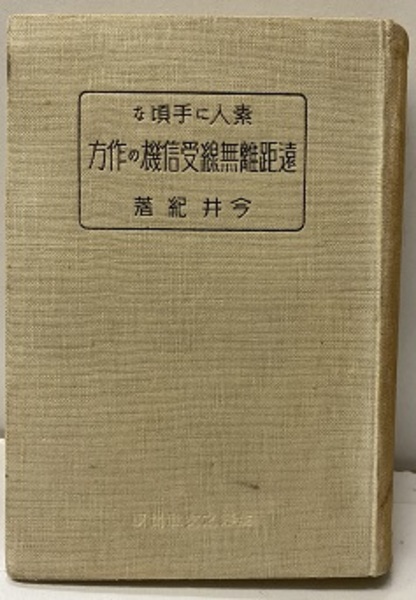 素人に手頃な
遠距離無線受信機の作方
今井紀著